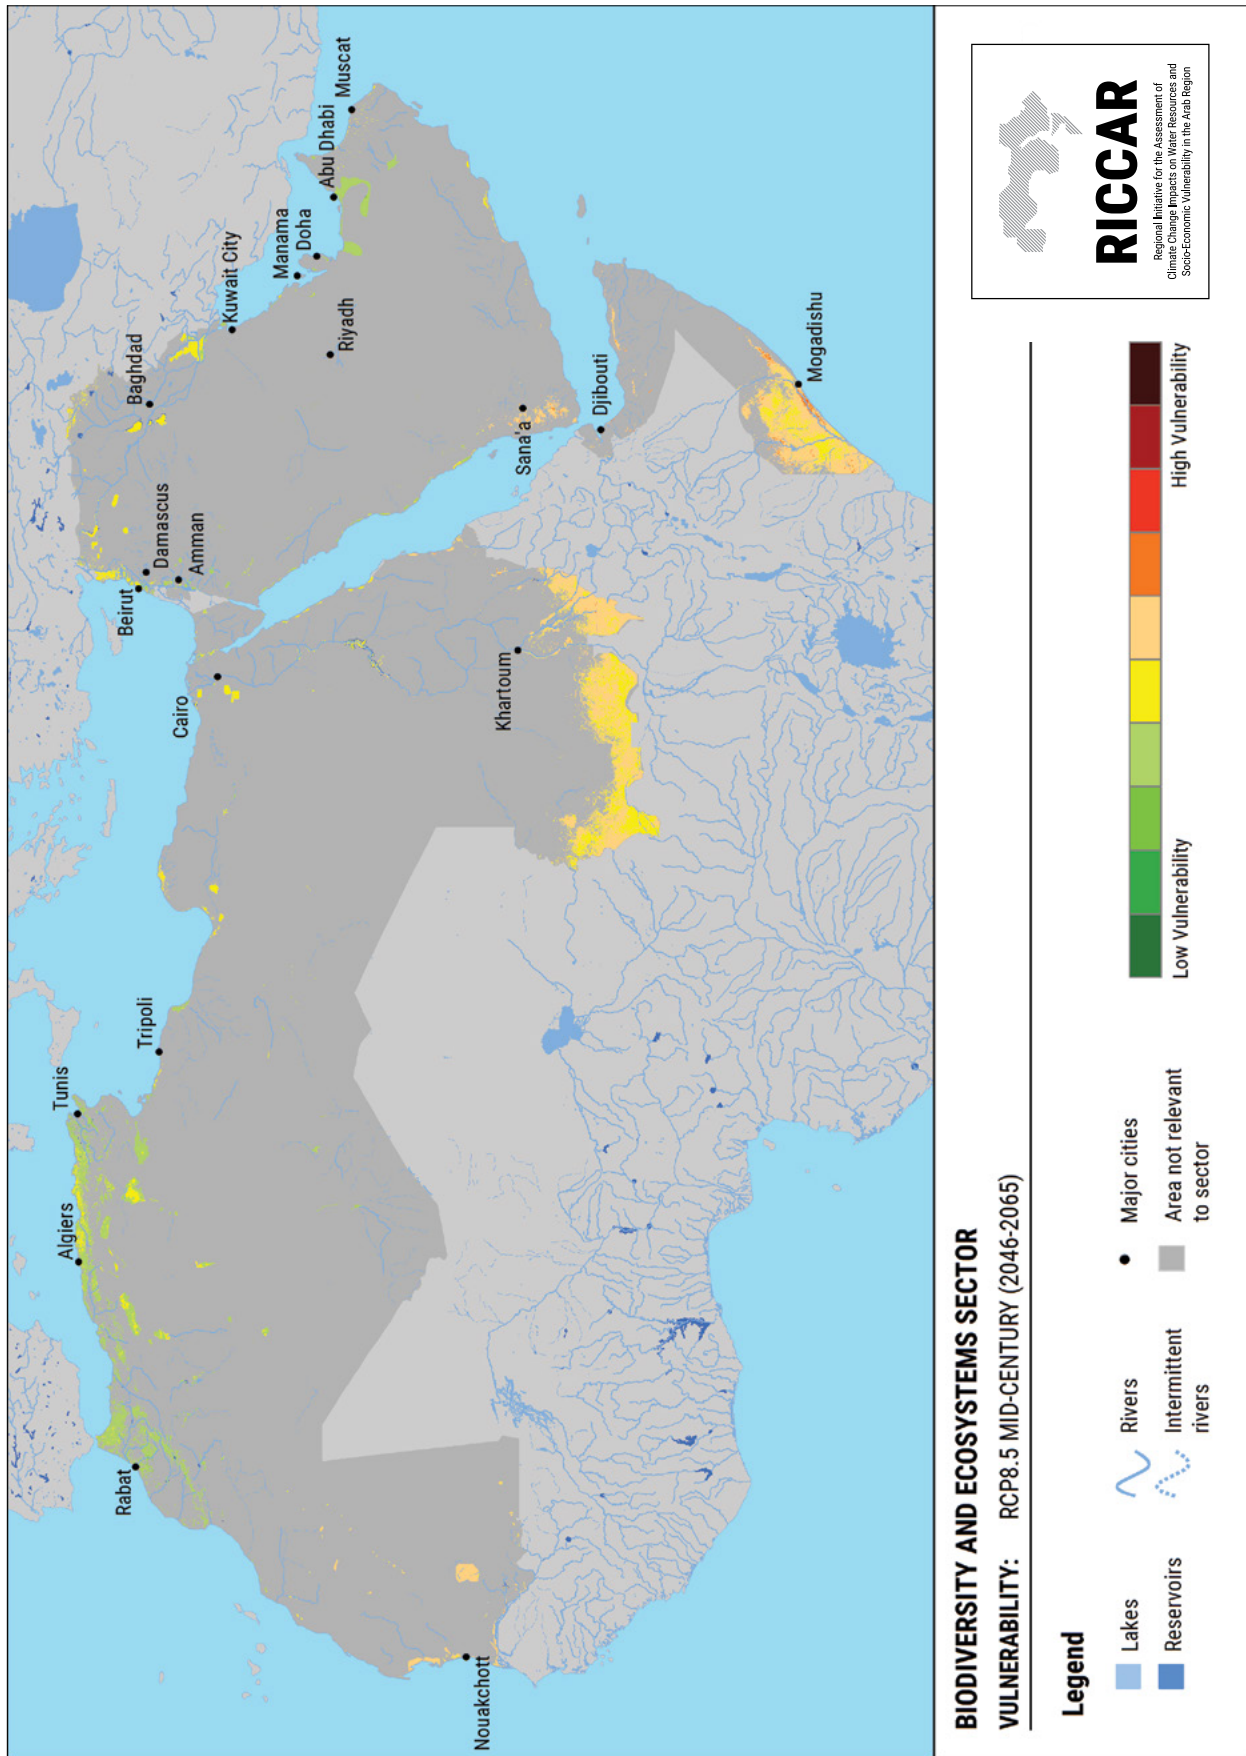 Muscat
Abu Dhabi
Manama
Doha
Kuwait City
Riyadh
Baghdad
Damascus
Amman
Beirut
Sana'a
Djibouti
Mogadishu
Cairo
Khartoum
Tripoli
Tunis
Algiers
Rabat
Nouakchott
BIODIVERSITY AND ECOSYSTEMS SECTOR
VULNERABILITY: RCP8.5 MID-CENTURY (2046-2065)
Legend
Lakes
Reservoirs
Rivers
Intermittent
rivers
Major cities
Area not relevant
to sector
Low Vulnerability
High Vulnerability
RICCAR
Regional Initiative for the Assessment of
Climate Change Impacts on Water Resources and
Socio-Economic Vulnerability in the Arab Region